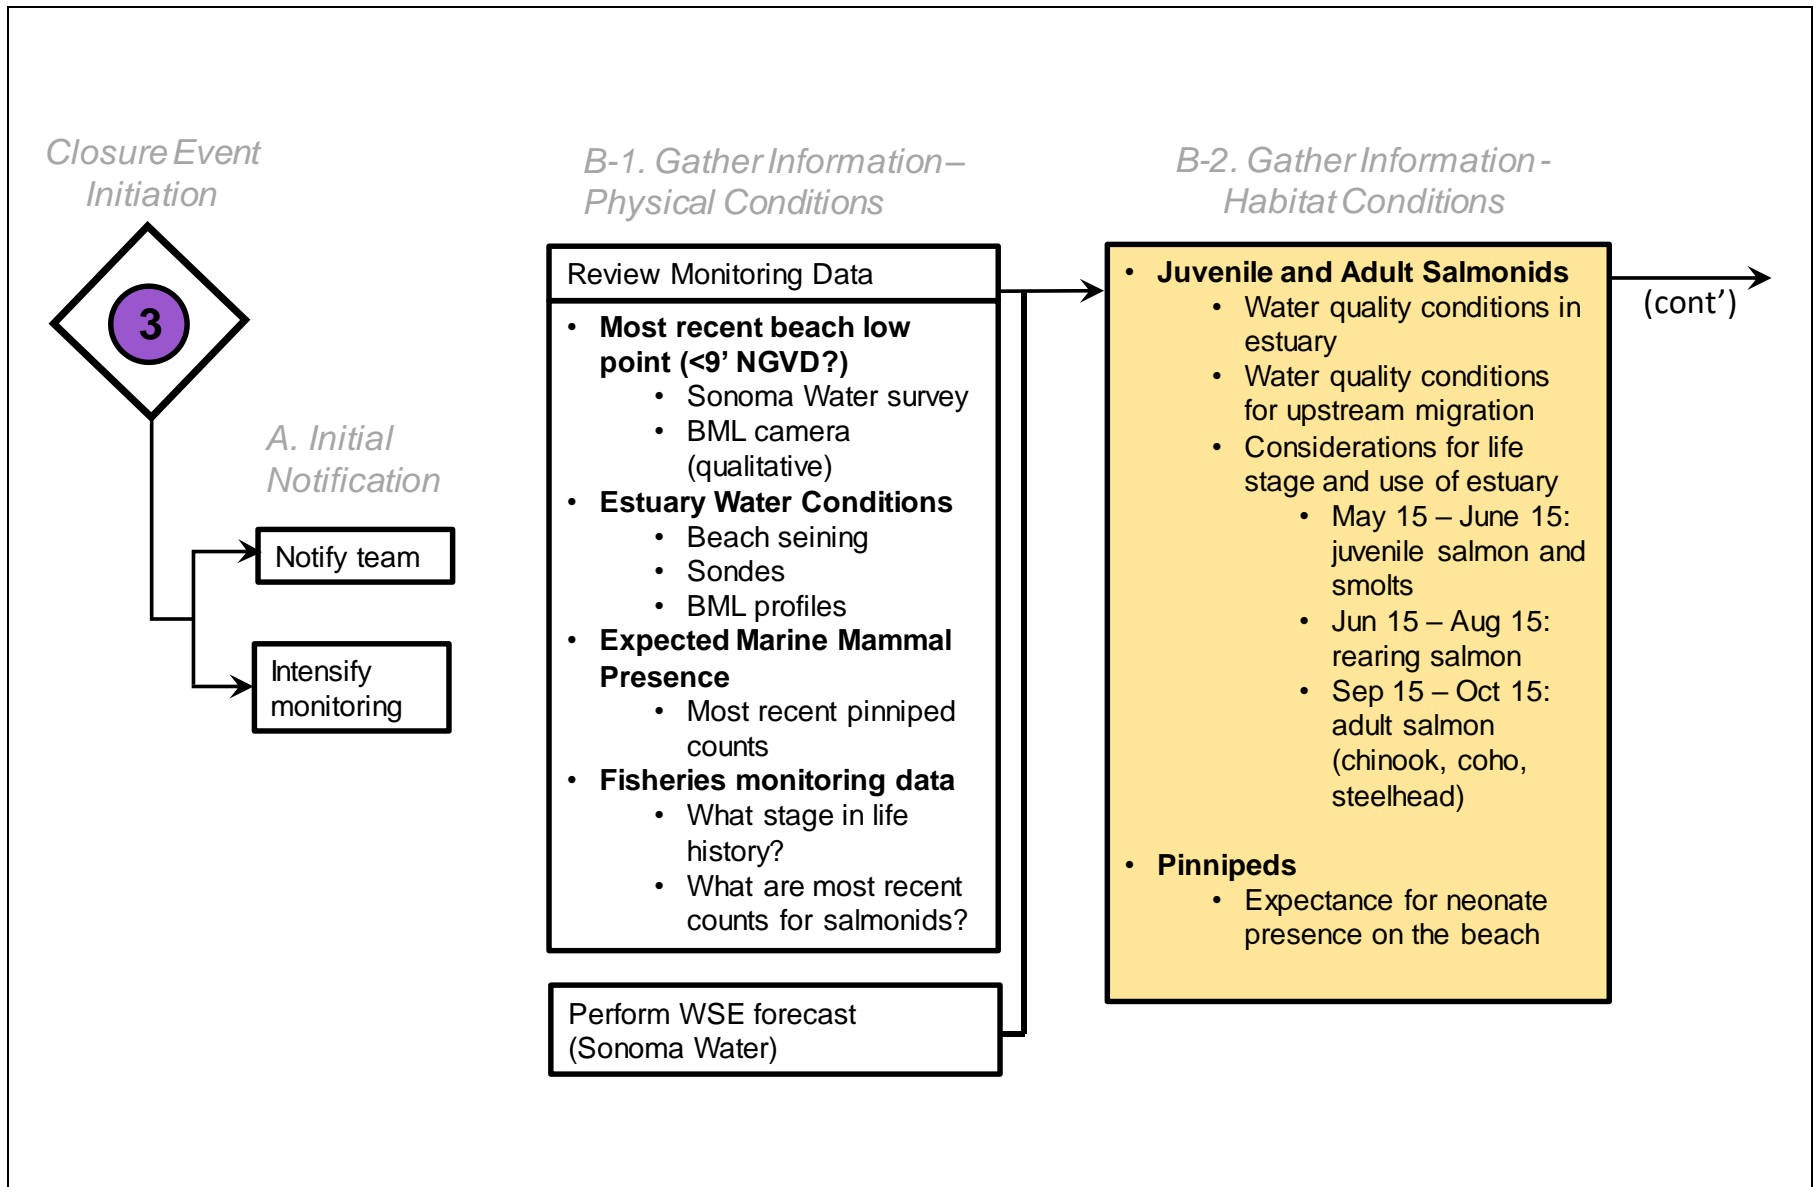 Closure Event
Initiation
3
A. Initial
Notification
Notify team
Intensify
monitoring
B-1. Gather Information –
Physical Conditions
Review Monitoring Data
• Most recent beach low
point (<9’ NGVD?)
• Sonoma Water survey
• BML camera
(qualitative)
• Estuary Water Conditions
• Beach seining
• Sondes
• BML profiles
• Expected Marine Mammal
Presence
• Most recent pinniped
counts
• Fisheries monitoring data
• What stage in life
history?
• What are most recent
counts for salmonids?
Perform WSE forecast
(Sonoma Water)
B-2. Gather Information -
Habitat Conditions
• Juvenile and Adult Salmonids
• Water quality conditions in
estuary
• Water quality conditions
for upstream migration
• Considerations for life
stage and use of estuary
• May 15 – June 15:
juvenile salmon and
smolts
• Jun 15 – Aug 15:
rearing salmon
• Sep 15 – Oct 15:
adult salmon
(chinook, coho,
steelhead)
• Pinnipeds
• Expectance for neonate
presence on the beach
(cont’)